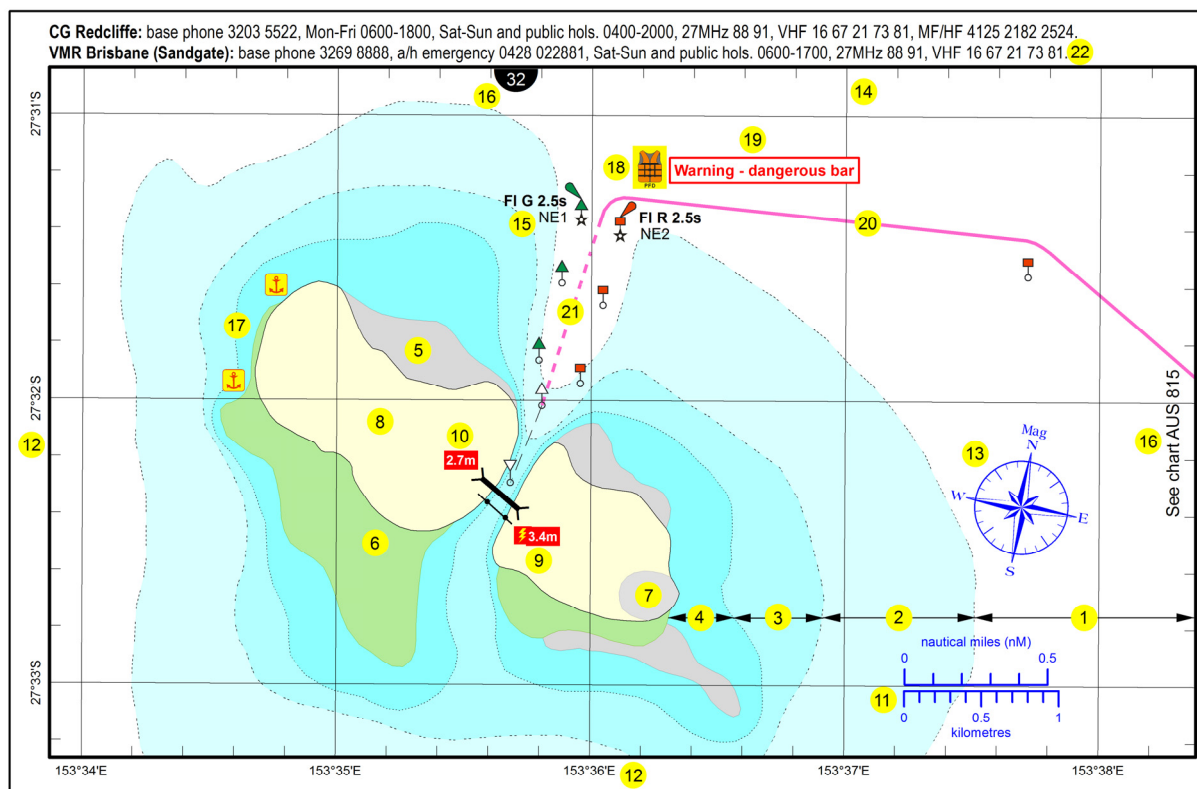 CG Redcliffe: base phone 3203 5522, Mon-Fri 0600-1800, Sat-Sun and public hols. 0400-2000, 27MHz 88 91, VHF 16 67 21 73 81, MF/HF 4125 2182 2524.
VMR Brisbane (Sandgate): base phone 3269 8888, a/h emergency 0428 022881, Sat-Sun and public hols. 0600-1700, 27MHz 88 91, VHF 16 67 21 73 81. 22
32
16
14
27°31'S
19
18
PFD
Warning - dangerous bar
Fl G 2.5s
NE1
15
Fl R 2.5s
NE2
20
21
17
5
27°32'S
8
10
12
2.7m
13
Mag
N
W
E
S
16
See chart AUS 815
6
3.4m
9
7
4
3
2
1
nautical miles (nM)
0 0.5
11
0 0.5 1
kilometres
27°33'S
153°34'E 153°35'E 153°36'E 153°37'E 153°38'E
12